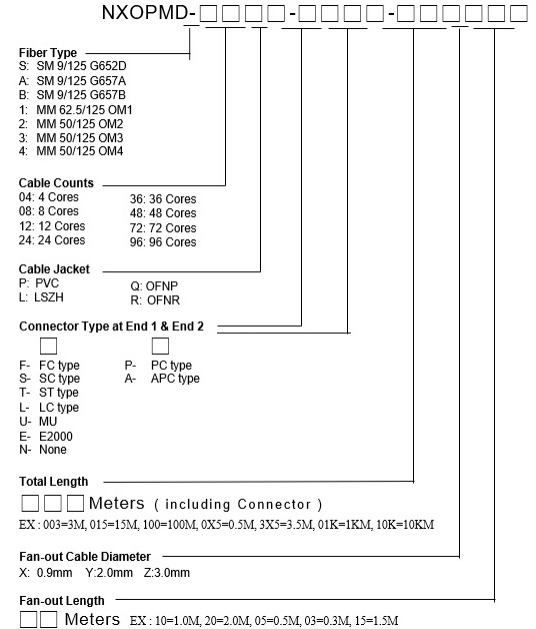 NXOPMD-□□□□-□□□□-□□□□□□
Fiber Type
S: SM 9/125 G652D
A: SM 9/125 G657A
B: SM 9/125 G657B
1: MM 62.5/125 OM1
2: MM 50/125 OM2
3: MM 50/125 OM3
4: MM 50/125 OM4
Cable Counts
04: 4 Cores 36: 36 Cores
08: 8 Cores 48: 48 Cores
12: 12 Cores 72: 72 Cores
24: 24 Cores 96: 96 Cores
Cable Jacket
P: PVC Q: OFNP
L: LSZH R: OFNR
Connector Type at End 1 & End 2
F- FC type P- PC type
S- SC type A- APC type
T- ST type
L- LC type
U- MU
E- E2000
N- None
Total Length
□□□ Meters ( including Connector )
EX : 003=3M, 015=15M, 100=100M, 0X5=0.5M, 3X5=3.5M, 01K=1KM, 10K=10KM
Fan-out Cable Diameter
X: 0.9mm Y:2.0mm Z:3.0mm
Fan-out Length
□□ Meters EX : 10=1.0M, 20=2.0M, 05=0.5M, 03=0.3M, 15=1.5M